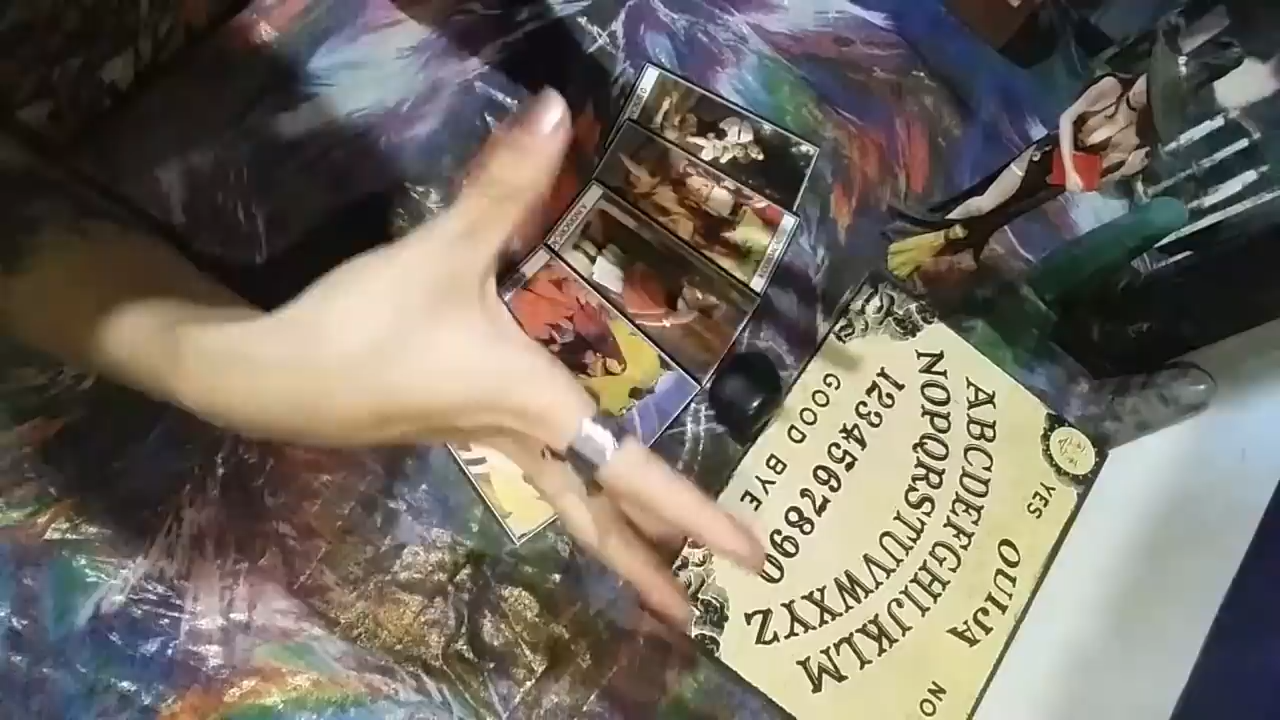 YES OUIJA NO
ABCDEFGHIJKLM
NOPQRSTUVWXYZ
1234567890
GOOD BYE